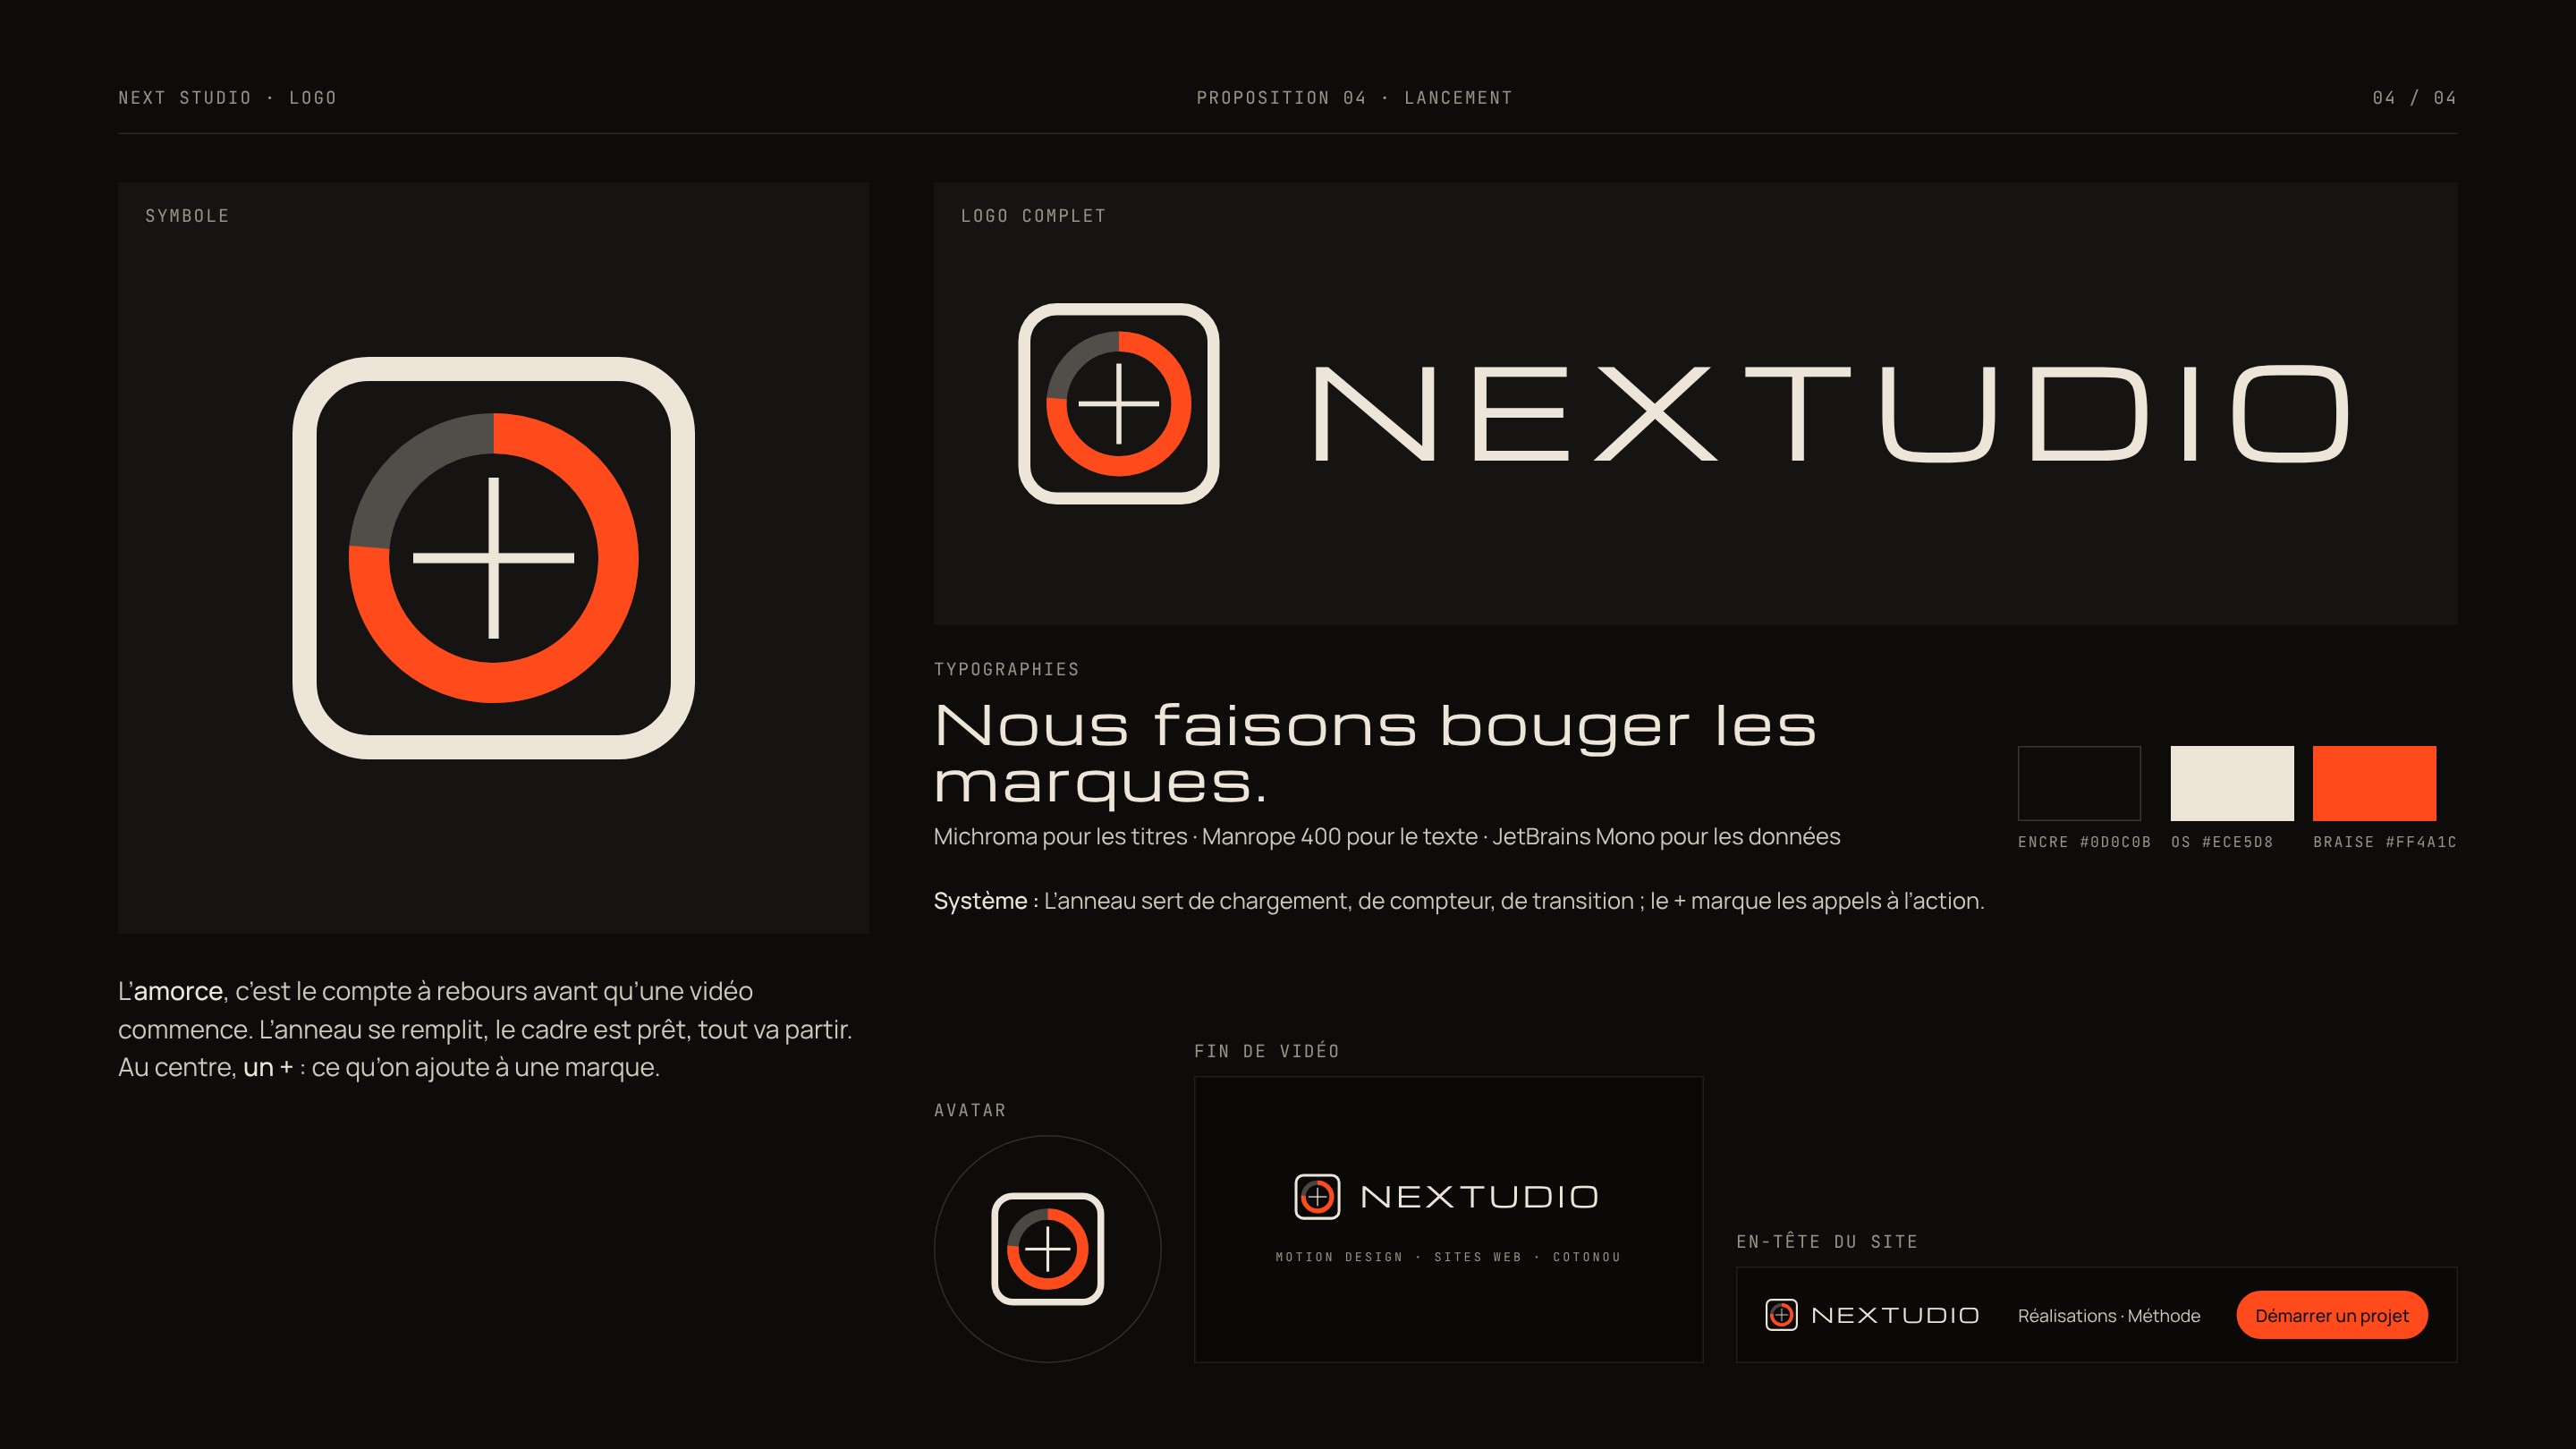 NEXT STUDIO · LOGO
PROPOSITION 04 · LANCEMENT
04 / 04
SYMBOLE
LOGO COMPLET
NEXTUDIO
TYPOGRAPHIES
Nous faisons bouger les
marques.
Michroma pour les titres · Manrope 400 pour le texte · JetBrains Mono pour les données
ENCRE #0D0C0B
OS #ECE5D8
BRAISE #FF4A1C
Système : L’anneau sert de chargement, de compteur, de transition ; le + marque les appels à l’action.
L’amorce, c’est le compte à rebours avant qu’une vidéo
commence. L’anneau se remplit, le cadre est prêt, tout va partir.
Au centre, un + : ce qu’on ajoute à une marque.
AVATAR
FIN DE VIDÉO
NEXTUDIO
MOTION DESIGN · SITES WEB · COTONOU
EN-TÊTE DU SITE
NEXTUDIO
Réalisations · Méthode
Démarrer un projet